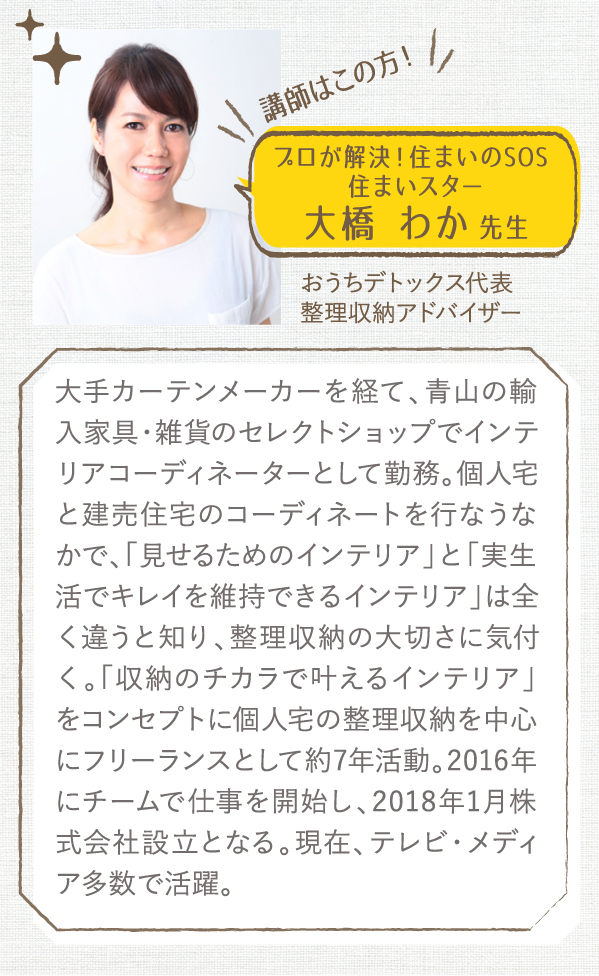 講師はこの方！
プロが解決！住まいのSOS
住まいスター
大橋 わか 先生
おうちデトックス代表
整理収納アドバイザー
大手カーテンメーカーを経て、青山の輸
入家具・雑貨のセレクトショップでインテ
リアコーディネーターとして勤務。個人宅
と建売住宅のコーディネートを行なうな
かで、「見せるためのインテリア」と「実生
活でキレイを維持できるインテリア」は全
く違うと知り、整理収納の大切さに気付
く。「収納のチカラで叶えるインテリア」
をコンセプトに個人宅の整理収納を中心
にフリーランスとして約7年活動。2016年
にチームで仕事を開始し、2018年1月株
式会社設立となる。現在、テレビ・メディ
ア多数で活躍。